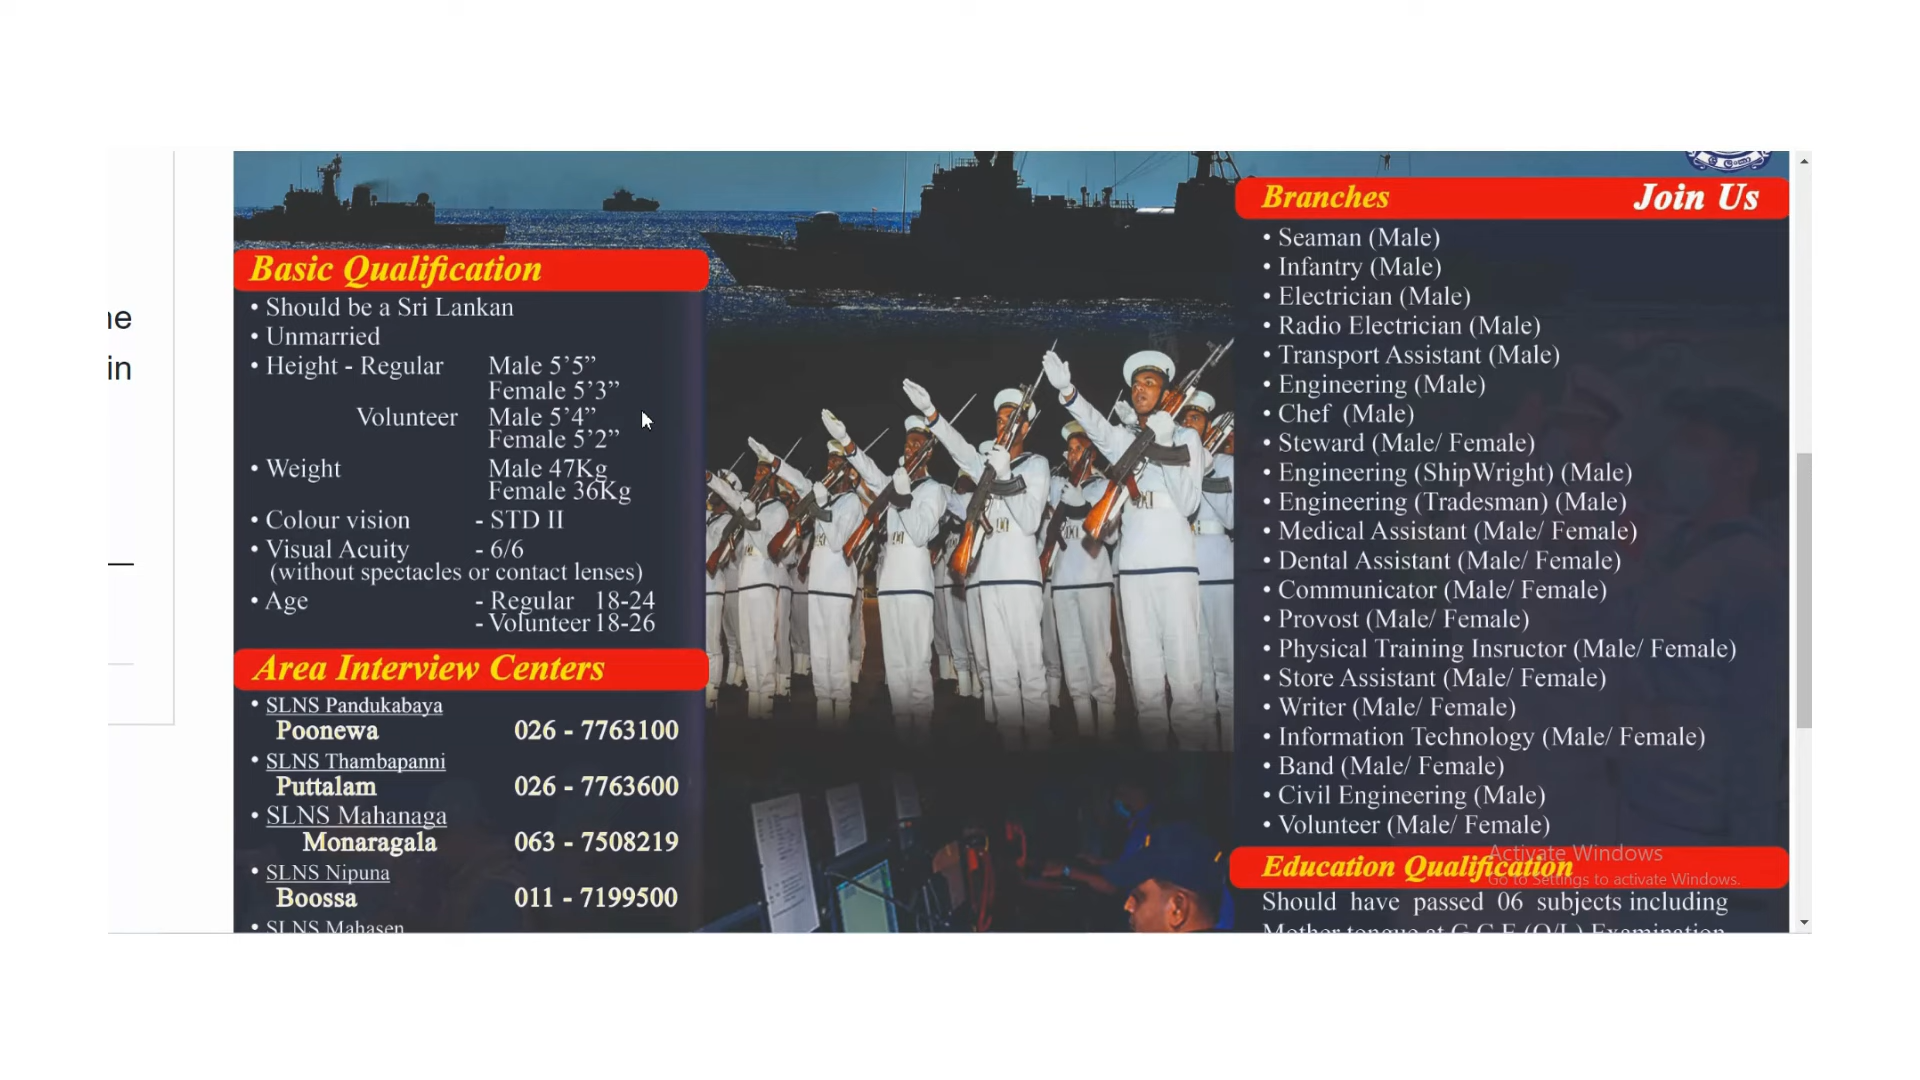 ne
in
Basic Qualification
• Should be a Sri Lankan
• Unmarried
• Height - Regular Male 5’5”
Female 5’3”
Volunteer Male 5’4”
Female 5’2”
• Weight Male 47Kg
Female 36Kg
• Colour vision - STD II
• Visual Acuity - 6/6
(without spectacles or contact lenses)
• Age - Regular 18-24
- Volunteer 18-26
Area Interview Centers
• SLNS Pandukabaya
Poonewa 026 - 7763100
• SLNS Thambapanni
Puttalam 026 - 7763600
• SLNS Mahanaga
Monaragala 063 - 7508219
• SLNS Nipuna
Boossa 011 - 7199500
• SLNS Mahasen
Branches Join Us
• Seaman (Male)
• Infantry (Male)
• Electrician (Male)
• Radio Electrician (Male)
• Transport Assistant (Male)
• Engineering (Male)
• Chef (Male)
• Steward (Male/ Female)
• Engineering (ShipWright) (Male)
• Engineering (Tradesman) (Male)
• Medical Assistant (Male/ Female)
• Dental Assistant (Male/ Female)
• Communicator (Male/ Female)
• Provost (Male/ Female)
• Physical Training Insructor (Male/ Female)
• Store Assistant (Male/ Female)
• Writer (Male/ Female)
• Information Technology (Male/ Female)
• Band (Male/ Female)
• Civil Engineering (Male)
• Volunteer (Male/ Female)
Activate Windows
Education Qualification
Go to Settings to activate Windows.
Should have passed 06 subjects including
Mother tongue at G.C.E (O/L) Examination